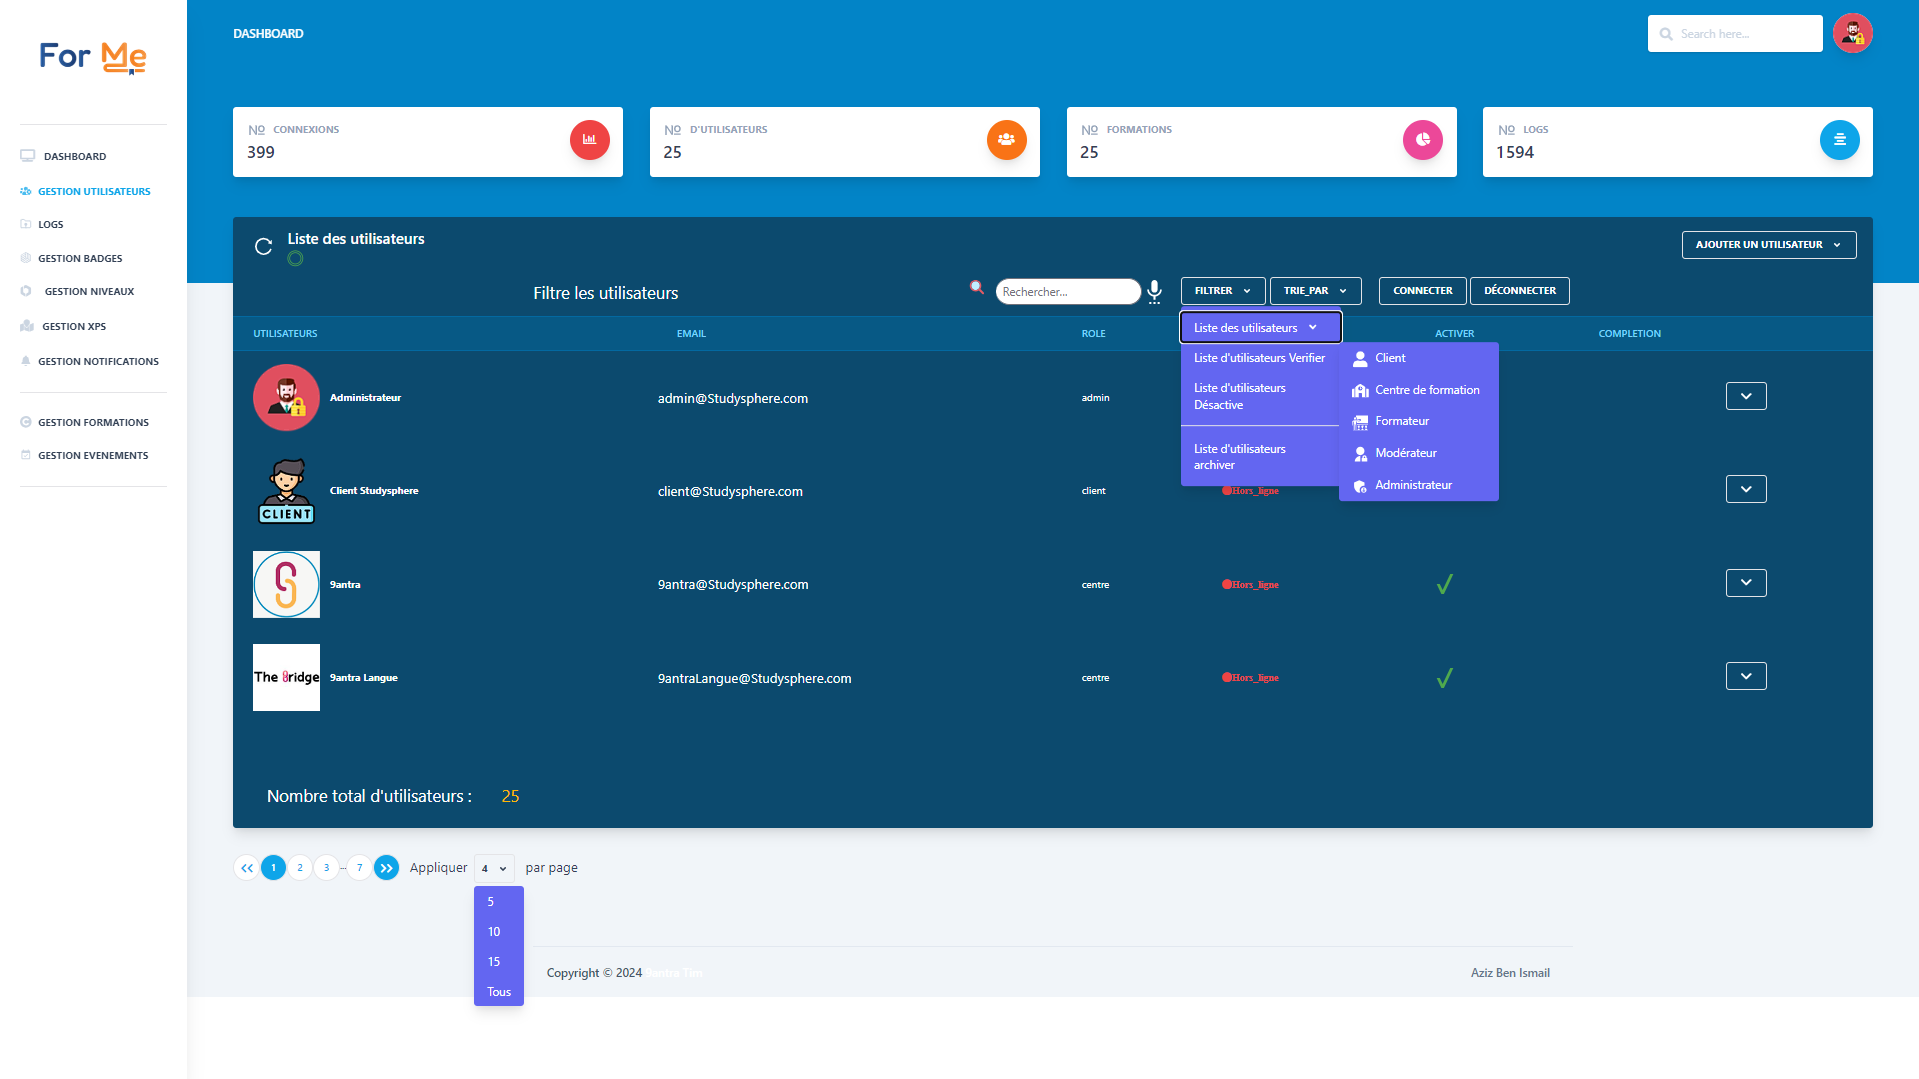 For Me
DASHBOARD
GESTION UTILISATEURS
LOGS
GESTION BADGES
GESTION NIVEAUX
GESTION XPS
GESTION NOTIFICATIONS
GESTION FORMATIONS
GESTION EVENEMENTS
DASHBOARD
Search here...
Nº CONNEXIONS
399
Nº D'UTILISATEURS
25
Nº FORMATIONS
25
Nº LOGS
1594
Liste des utilisateurs
AJOUTER UN UTILISATEUR
Filtre les utilisateurs
Rechercher...
FILTRER
TRIE_PAR
CONNECTER
DÉCONNECTER
Liste des utilisateurs
Liste d'utilisateurs Verifier
Liste d'utilisateurs
Désactive
Liste d'utilisateurs
archiver
Client
Centre de formation
Formateur
Modérateur
Administrateur
UTILISATEURS EMAIL ROLE ACTIVER COMPLETION
Administrateur admin@Studysphere.com admin
CLIENT
Client Studysphere client@Studysphere.com client Hors_ligne
9antra 9antra@Studysphere.com centre Hors_ligne
The Bridge
9antra Langue 9antraLangue@Studysphere.com centre Hors_ligne
Nombre total d'utilisateurs : 25
1 2 3 ... 7 Appliquer 4 par page
5
10
15
Tous
Copyright © 2024 9antra Tim
Aziz Ben Ismail